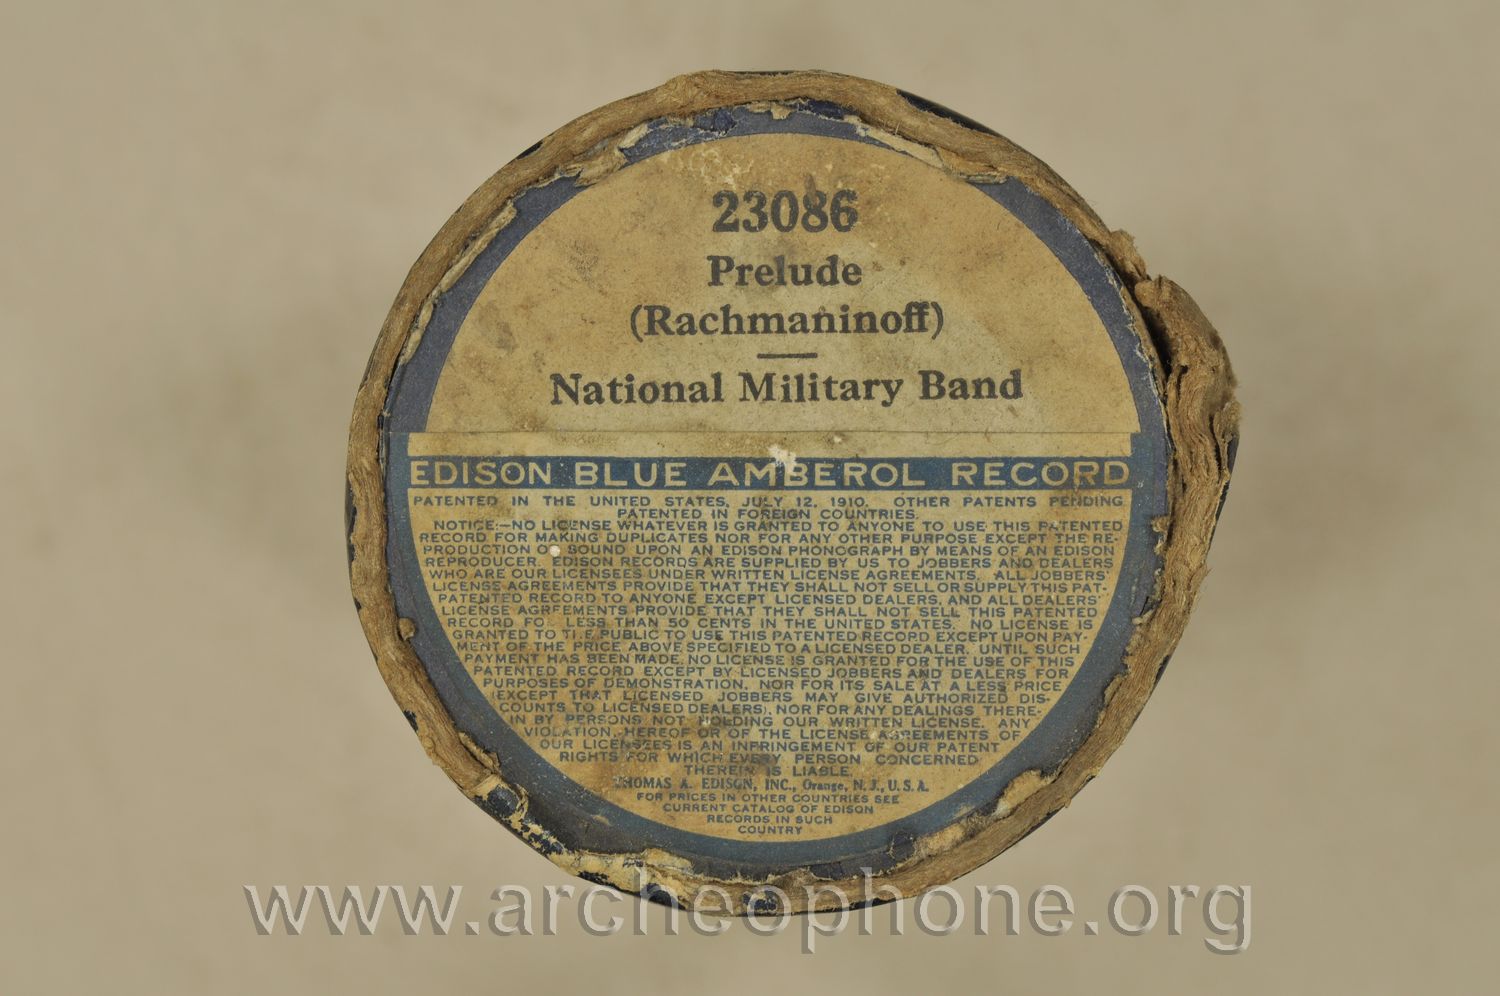 23086
Prelude
(Rachmaninoff)
National Military Band
EDISON BLUE AMBEROL RECORD
PATENTED IN THE UNITED STATES, JULY 12, 1910. OTHER PATENTS PENDING
PATENTED IN FOREIGN COUNTRIES.
NOTICE:—NO LICENSE WHATEVER IS GRANTED TO ANYONE TO USE THIS PATENTED
RECORD FOR MAKING DUPLICATES NOR FOR ANY OTHER PURPOSE EXCEPT THE RE-
PRODUCTION OF SOUND UPON AN EDISON PHONOGRAPH BY MEANS OF AN EDISON
REPRODUCER. EDISON RECORDS ARE SUPPLIED BY US TO JOBBERS AND DEALERS
WHO ARE OUR LICENSEES UNDER WRITTEN LICENSE AGREEMENTS. ALL JOBBERS'
LICENSE AGREEMENTS PROVIDE THAT THEY SHALL NOT SELL OR SUPPLY THIS PAT-
PATENTED RECORD TO ANYONE EXCEPT LICENSED DEALERS, AND ALL DEALERS'
LICENSE AGREEMENTS PROVIDE THAT THEY SHALL NOT SELL THIS PATENTED
RECORD FOR LESS THAN 50 CENTS IN THE UNITED STATES. NO LICENSE IS
GRANTED TO THE PUBLIC TO USE THIS PATENTED RECORD EXCEPT UPON PAY-
MENT OF THE PRICE ABOVE SPECIFIED TO A LICENSED DEALER. UNTIL SUCH
PAYMENT HAS BEEN MADE, NO LICENSE IS GRANTED FOR THE USE OF THIS
PATENTED RECORD EXCEPT BY LICENSED JOBBERS AND DEALERS FOR
PURPOSES OF DEMONSTRATION, NOR FOR ITS SALE AT A LESS PRICE
(EXCEPT THAT LICENSED JOBBERS MAY GIVE AUTHORIZED DIS-
COUNTS TO LICENSED DEALERS), NOR FOR ANY DEALINGS THERE-
IN BY PERSONS NOT HOLDING OUR WRITTEN LICENSE. ANY
VIOLATION HEREOF OR OF THE LICENSE AGREEMENTS OF
OUR LICENSEES IS AN INFRINGEMENT OF OUR PATENT
RIGHTS FOR WHICH EVERY PERSON CONCERNED
THEREIN IS LIABLE.
THOMAS A. EDISON, INC., Orange, N. J., U. S. A.
FOR PRICES IN OTHER COUNTRIES SEE
CURRENT CATALOG OF EDISON
RECORDS IN SUCH
COUNTRY
www.archeophone.org